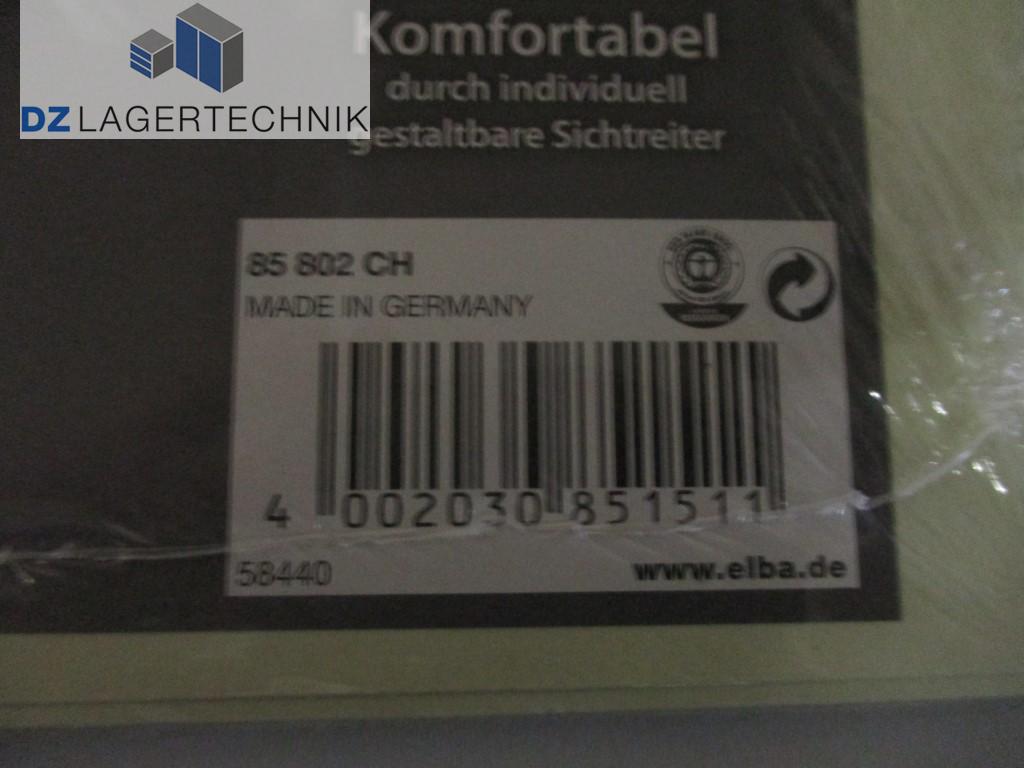 DZ LAGERTECHNIK
Komfortabel
durch individuell
gestaltbare Sichtreiter
85 802 CH
MADE IN GERMANY
4 002030 851511
58440
www.elba.de